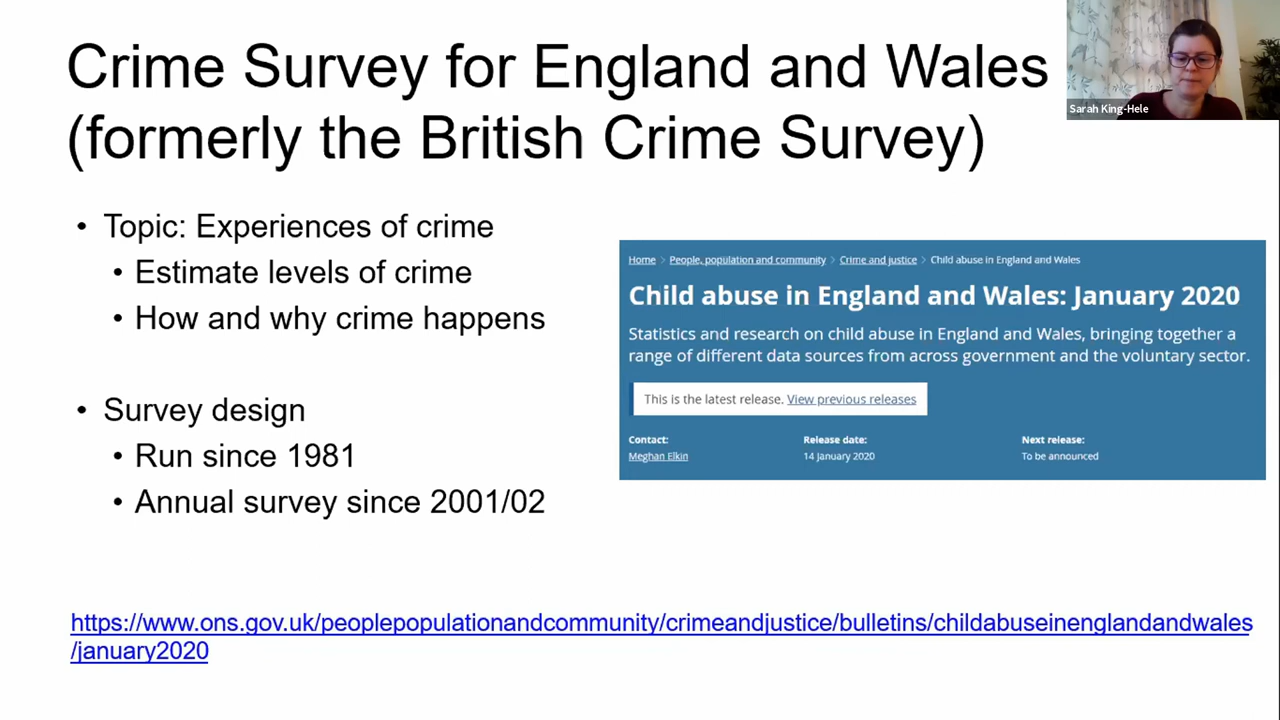 Crime Survey for England and Wales
(formerly the British Crime Survey)
Sarah King-Hele
• Topic: Experiences of crime
• Estimate levels of crime
• How and why crime happens
• Survey design
• Run since 1981
• Annual survey since 2001/02
Home > People, population and community > Crime and justice > Child abuse in England and Wales
Child abuse in England and Wales: January 2020
Statistics and research on child abuse in England and Wales, bringing together a
range of different data sources from across government and the voluntary sector.
This is the latest release. View previous releases
Contact: Release date: Next release:
Meghan Elkin 14 January 2020 To be announced
https://www.ons.gov.uk/peoplepopulationandcommunity/crimeandjustice/bulletins/childabuseinenglandandwales
/january2020